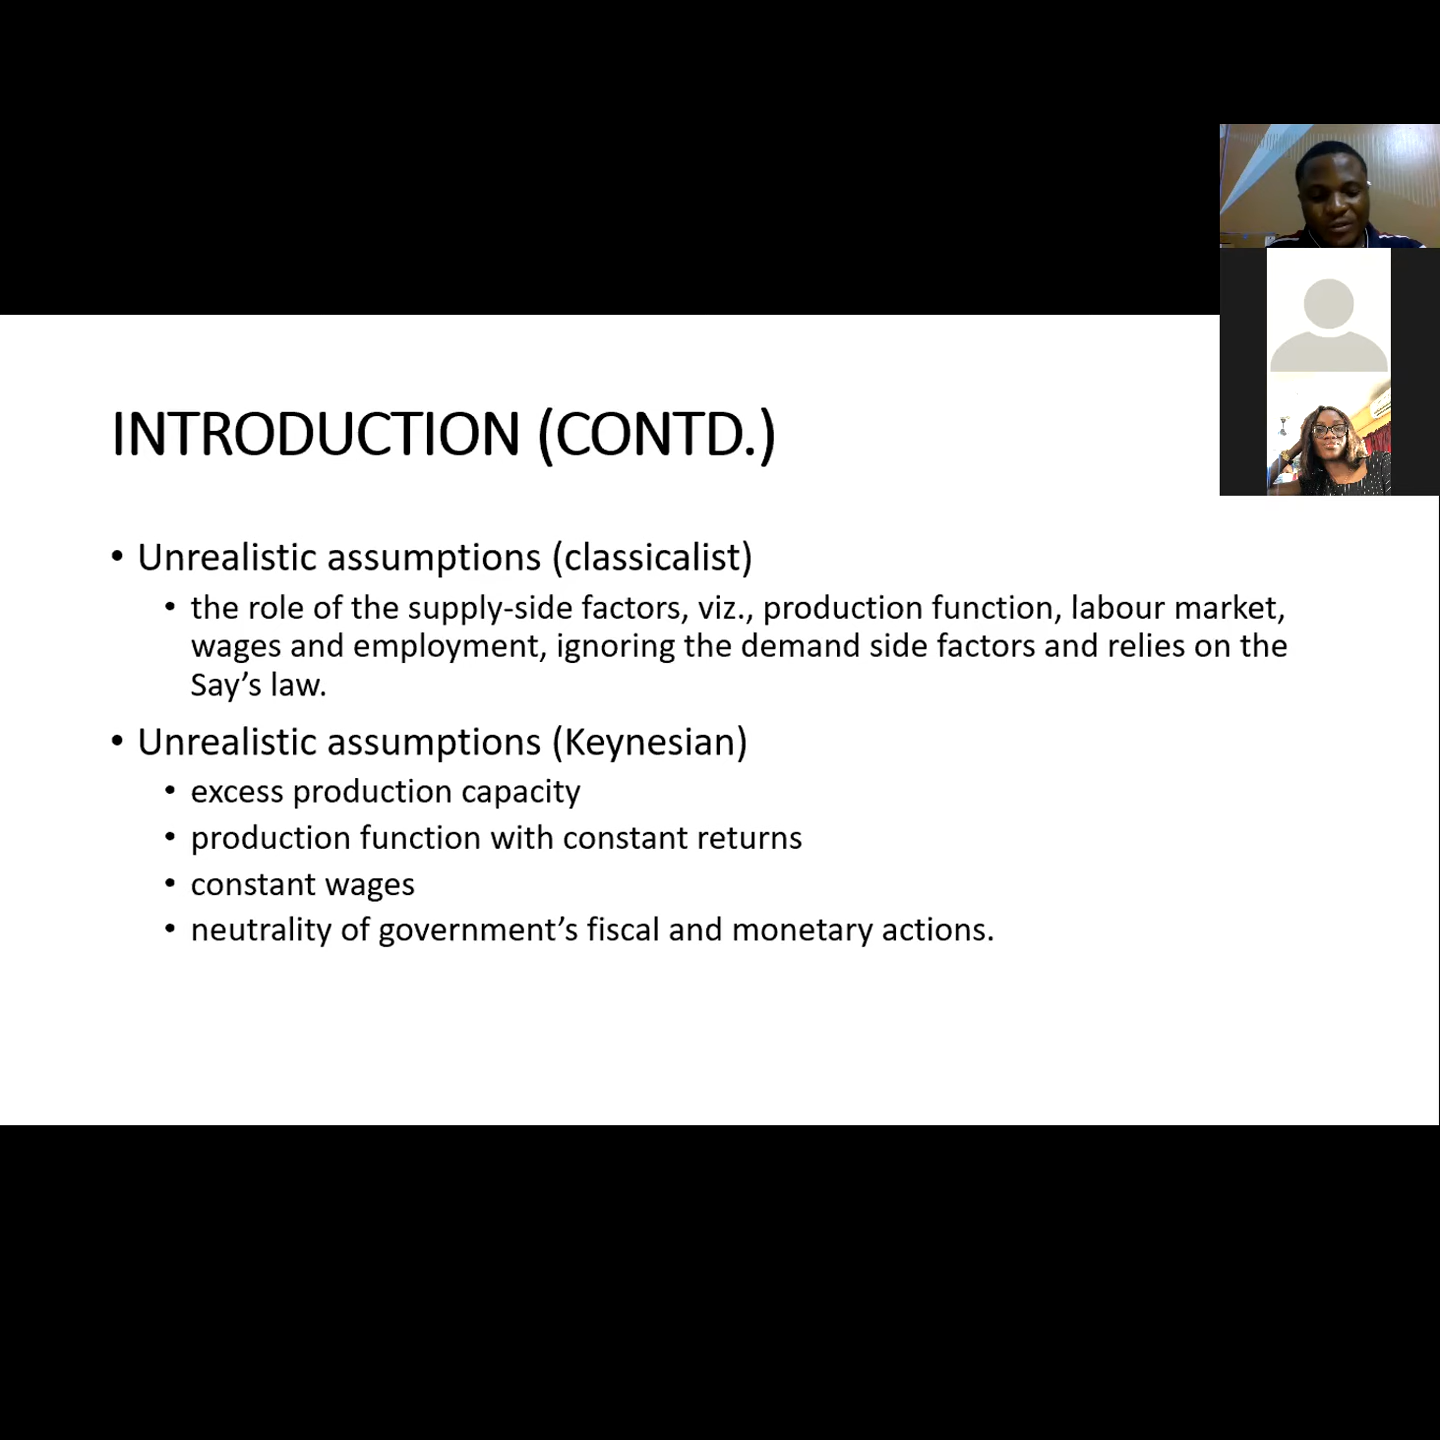 INTRODUCTION (CONTD.)
• Unrealistic assumptions (classicalist)
• the role of the supply-side factors, viz., production function, labour market,
wages and employment, ignoring the demand side factors and relies on the
Say’s law.
• Unrealistic assumptions (Keynesian)
• excess production capacity
• production function with constant returns
• constant wages
• neutrality of government’s fiscal and monetary actions.